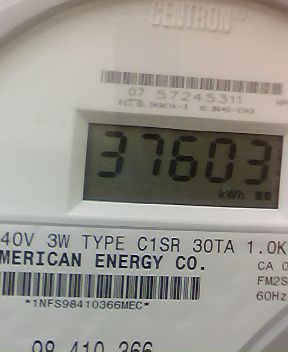 CENTRON®
07 57245311
37603
kWh
40V 3W TYPE C1SR 30TA 1.0K
MERICAN ENERGY CO.
CA 0
FM2S
60Hz
*1NFS98410366MEC*
98 410 366